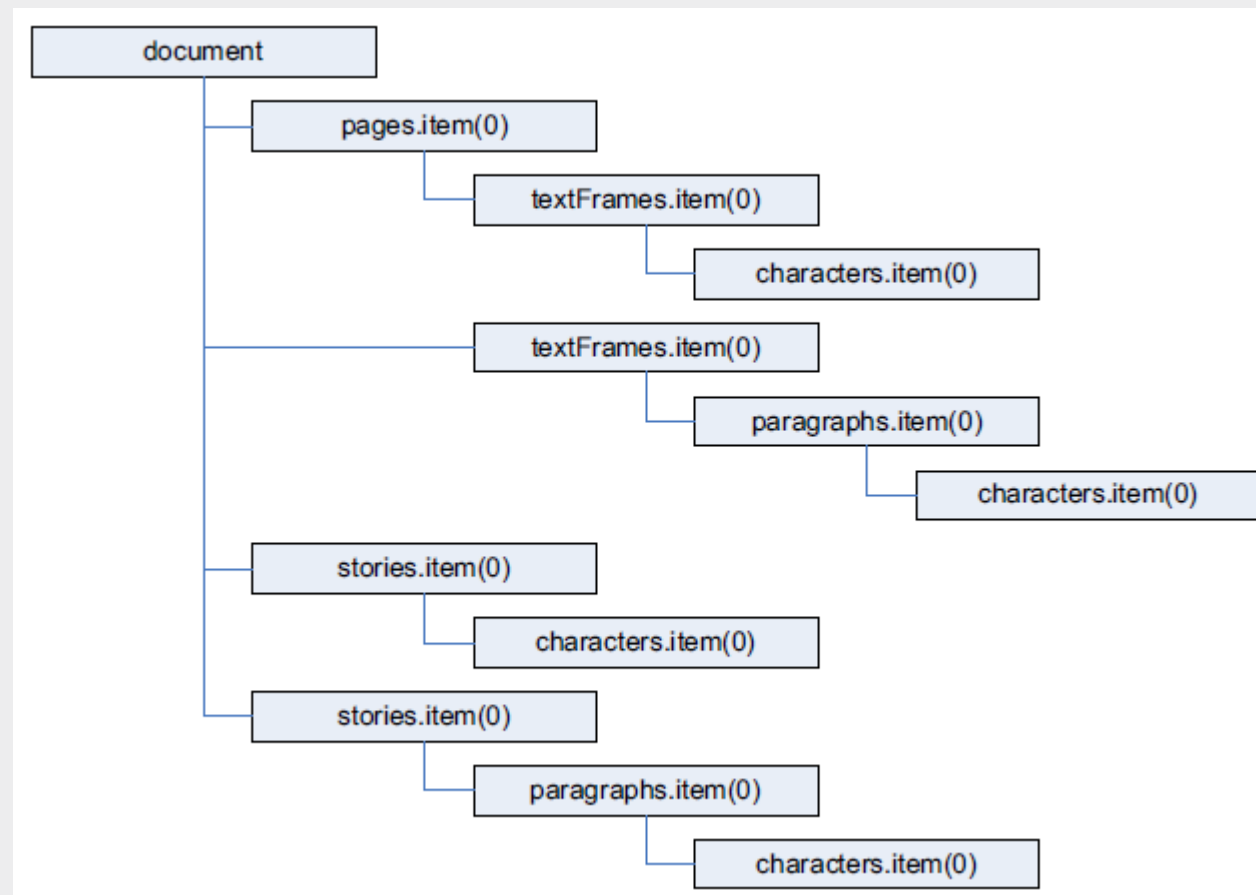 document
pages.item(0)
textFrames.item(0)
characters.item(0)
textFrames.item(0)
paragraphs.item(0)
characters.item(0)
stories.item(0)
characters.item(0)
stories.item(0)
paragraphs.item(0)
characters.item(0)